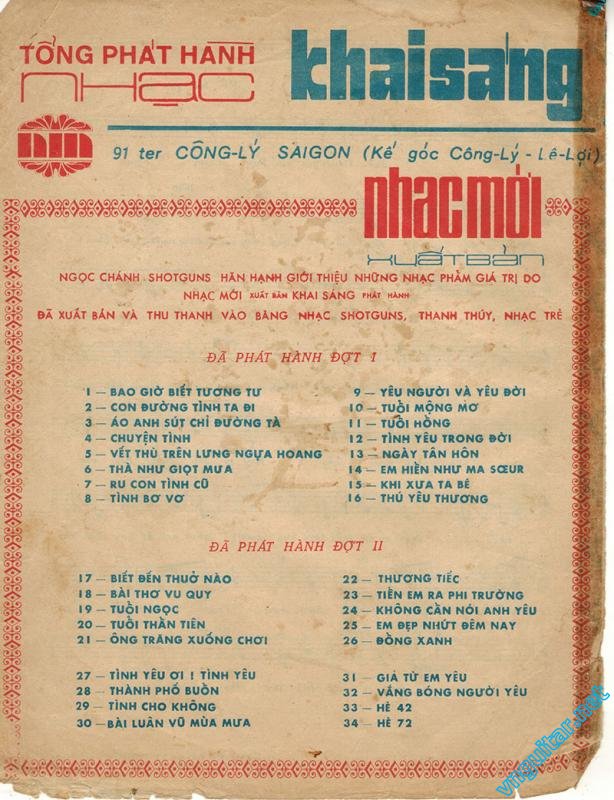 TỔNG PHÁT HÀNH
NHẠC
khai sáng
nm
91 ter CÔNG-LÝ SAIGON (Kế góc Công-Lý - Lê-Lợi)
nhạc mới
XUẤT BẢN
NGỌC CHÁNH SHOTGUNS HÂN HẠNH GIỚI THIỆU NHỮNG NHẠC PHẨM GIÁ TRỊ DO
NHẠC MỚI XUẤT BẢN KHAI SÁNG PHÁT HÀNH
ĐÃ XUẤT BẢN VÀ THU THANH VÀO BĂNG NHẠC SHOTGUNS, THANH THÚY, NHẠC TRẺ
ĐÃ PHÁT HÀNH ĐỢT I
1 — BAO GIỜ BIẾT TƯƠNG TƯ
2 — CON ĐƯỜNG TÌNH TA ĐI
3 — ÁO ANH SÚT CHỈ ĐƯỜNG TÀ
4 — CHUYỆN TÌNH
5 — VẾT THÙ TRÊN LƯNG NGỰA HOANG
6 — THÀ NHƯ GIỌT MƯA
7 — RU CON TÌNH CŨ
8 — TÌNH BƠ VƠ
9 — YÊU NGƯỜI VÀ YÊU ĐỜI
10 — TUỔI MỘNG MƠ
11 — TUỔI HỒNG
12 — TÌNH YÊU TRONG ĐỜI
13 — NGÀY TÂN HÔN
14 — EM HIỀN NHƯ MA SŒUR
15 — KHI XƯA TA BÉ
16 — THÚ YÊU THƯƠNG
ĐÃ PHÁT HÀNH ĐỢT II
17 — BIẾT ĐẾN THUỞ NÀO
18 — BÀI THƠ VU QUY
19 — TUỔI NGỌC
20 — TUỔI THẦN TIÊN
21 — ÔNG TRĂNG XUỐNG CHƠI
22 — THƯƠNG TIẾC
23 — TIỄN EM RA PHI TRƯỜNG
24 — KHÔNG CẦN NÓI ANH YÊU
25 — EM ĐẸP NHỨT ĐÊM NAY
26 — ĐỒNG XANH
27 — TÌNH YÊU ƠI ! TÌNH YÊU
28 — THÀNH PHỐ BUỒN
29 — TÌNH CHO KHÔNG
30 — BÀI LUÂN VŨ MÙA MƯA
31 — GIÃ TỪ EM YÊU
32 — VẮNG BÓNG NGƯỜI YÊU
33 — HÈ 42
34 — HÈ 72
vnguitar.net